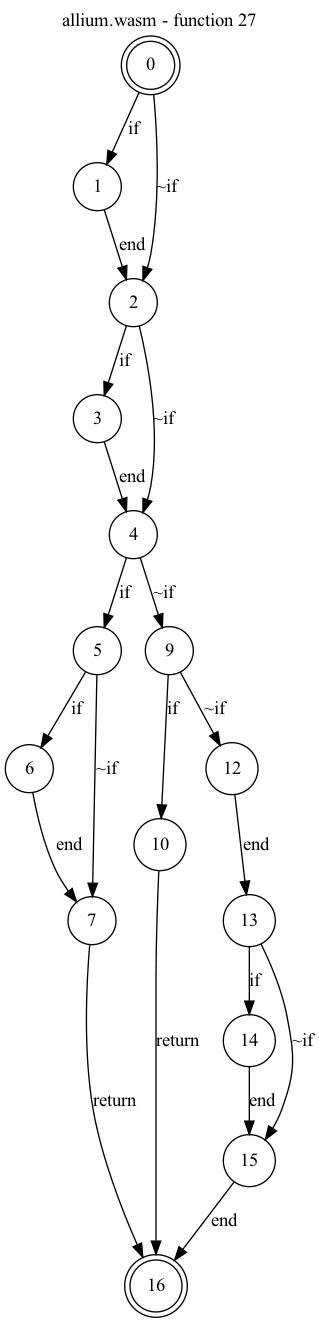 allium.wasm - function 27
0
if
1
~if
end
2
if
3
~if
end
4
if
~if
5
9
if
if
~if
6
~if
12
10
end
end
7
13
if
return
return
14
~if
end
15
end
16